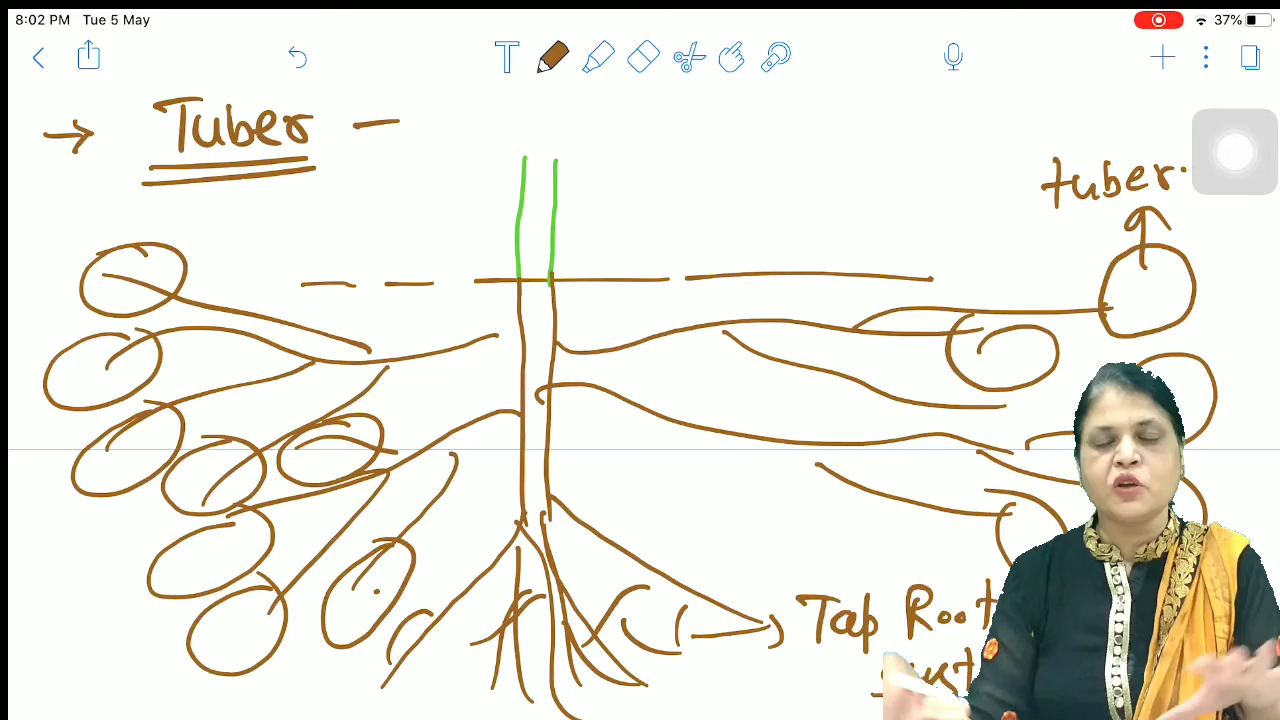 8:02 PM Tue 5 May
37%
T
→ Tuber -
tuber.
Tap Root